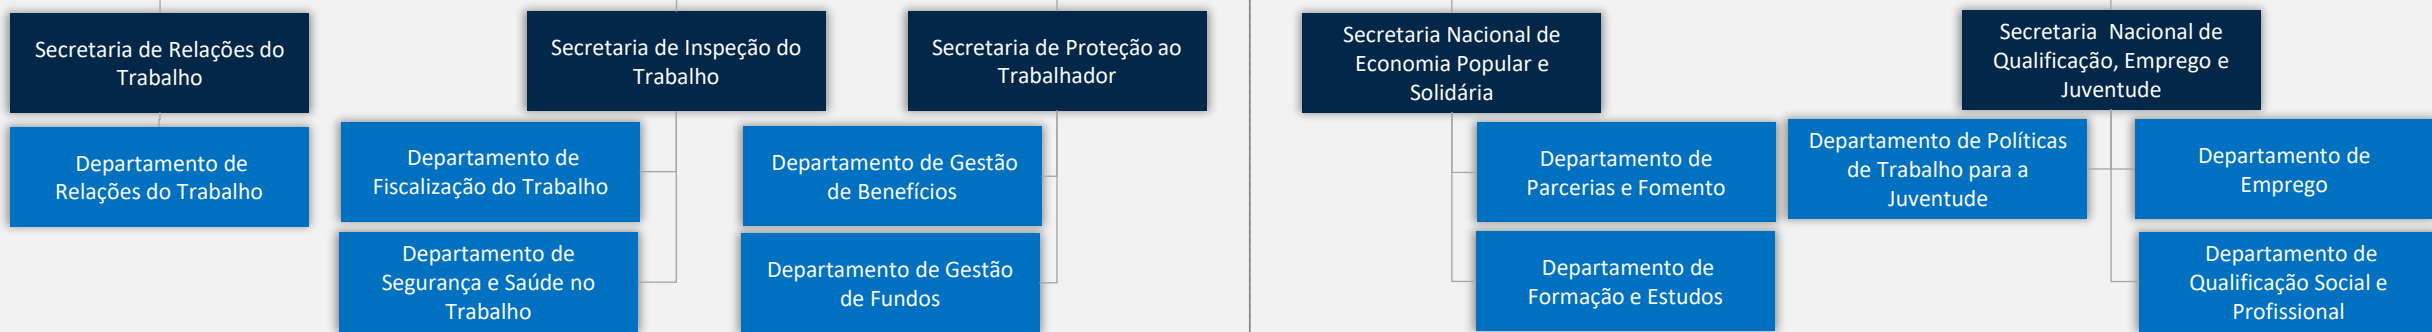 Secretaria de Relações do
Trabalho
Secretaria de Inspeção do
Trabalho
Secretaria de Proteção ao
Trabalhador
Secretaria Nacional de
Economia Popular e
Solidária
Secretaria Nacional de
Qualificação, Emprego e
Juventude
Departamento de
Relações do Trabalho
Departamento de
Fiscalização do Trabalho
Departamento de Gestão
de Benefícios
Departamento de
Parcerias e Fomento
Departamento de Políticas
de Trabalho para a
Juventude
Departamento de
Emprego
Departamento de
Segurança e Saúde no
Trabalho
Departamento de Gestão
de Fundos
Departamento de
Formação e Estudos
Departamento de
Qualificação Social e
Profissional